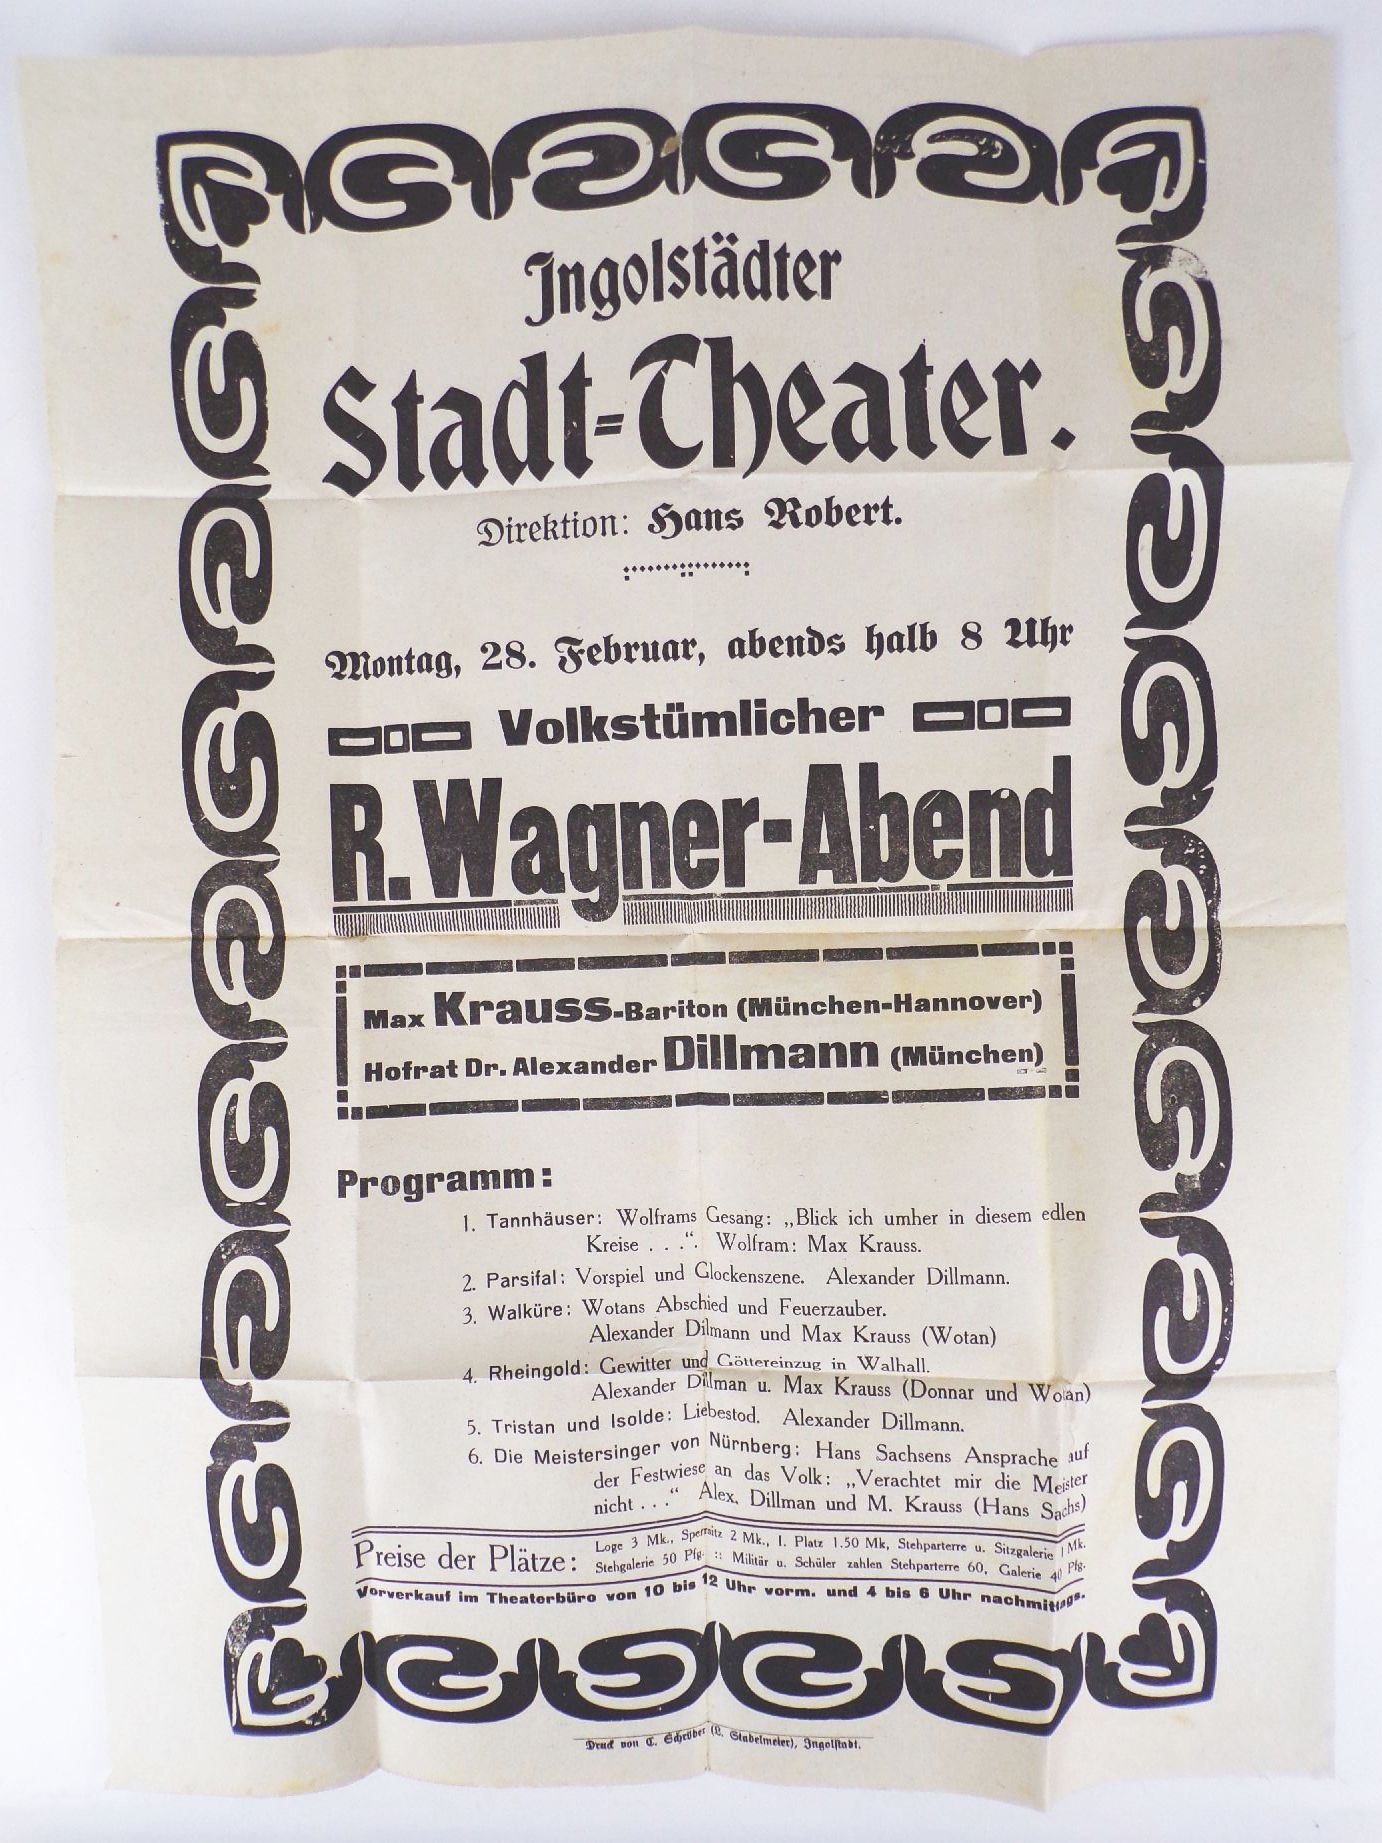 Ingolstädter
Stadt=Theater.
Direktion: Hans Robert.
Montag, 28. Februar, abends halb 8 Uhr
Volkstümlicher
R. Wagner-Abend
Max Krauss-Bariton (München-Hannover)
Hofrat Dr. Alexander Dillmann (München)
Programm:
1. Tannhäuser: Wolframs Gesang: „Blick ich umher in diesem edlen
Kreise . . .“. Wolfram: Max Krauss.
2. Parsifal: Vorspiel und Glockenszene. Alexander Dillmann.
3. Walküre: Wotans Abschied und Feuerzauber.
Alexander Dillmann und Max Krauss (Wotan)
4. Rheingold: Gewitter und Göttereinzug in Walhall.
Alexander Dillman u. Max Krauss (Donnar und Wotan)
5. Tristan und Isolde: Liebestod. Alexander Dillmann.
6. Die Meistersinger von Nürnberg: Hans Sachsens Ansprache auf
der Festwiese an das Volk: „Verachtet mir die Meister
nicht . . .“ Alex. Dillman und M. Krauss (Hans Sachs)
Preise der Plätze: Loge 3 Mk., Sperrsitz 2 Mk., I. Platz 1.50 Mk, Stehparterre u. Sitzgalerie 1 Mk.
Stehgalerie 50 Pfg. :: Militär u. Schüler zahlen Stehparterre 60, Galerie 40 Pfg.
Vorverkauf im Theaterbüro von 10 bis 12 Uhr vorm. und 4 bis 6 Uhr nachmittags.
Druck von C. Schröder (L. Stabelmeier), Ingolstadt.